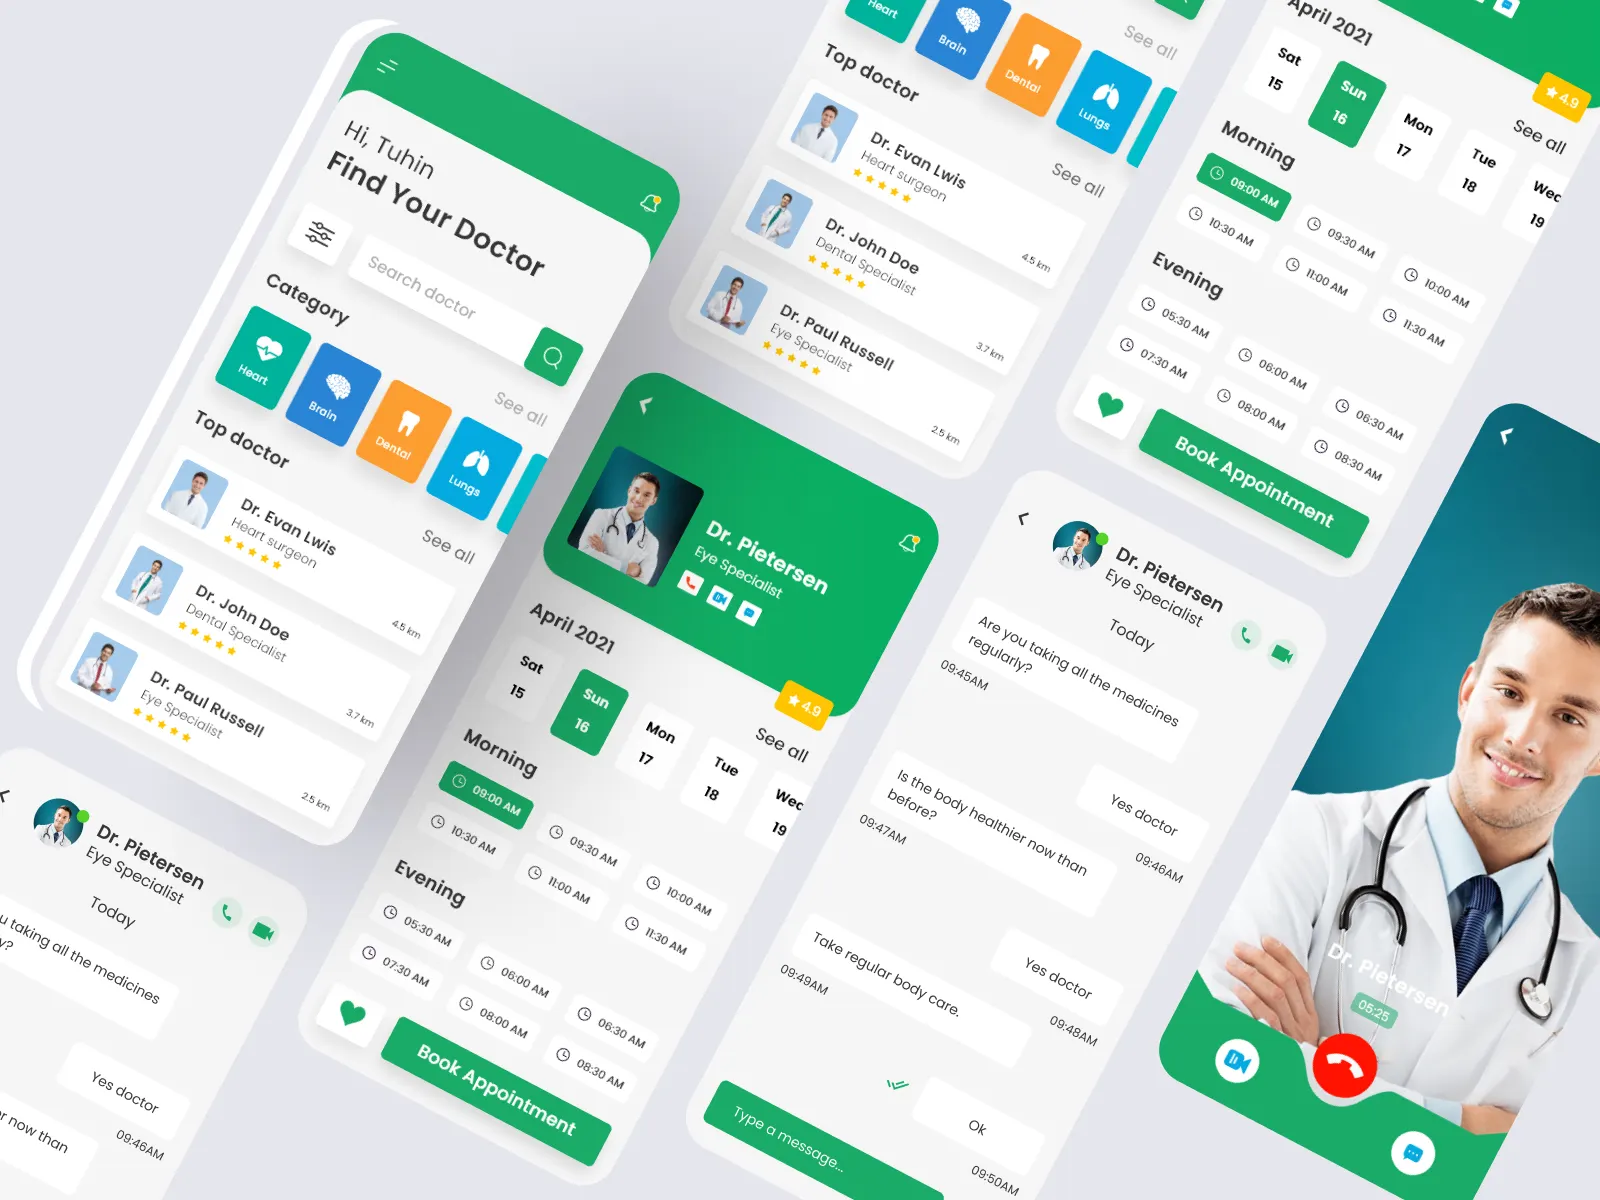 Hi, Tuhin
Find Your Doctor
Search doctor
Category
See all
Heart
Brain
Dental
Lungs
Top doctor
See all
Dr. Evan Lwis
Heart surgeon
4.5 km
Dr. John Doe
Dental Specialist
3.7 km
Dr. Paul Russell
Eye Specialist
2.5 km
Heart
Brain
Dental
Lungs
See all
Top doctor
See all
Dr. Evan Lwis
Heart surgeon
4.5 km
Dr. John Doe
Dental Specialist
3.7 km
Dr. Paul Russell
Eye Specialist
2.5 km
April 2021
4.9
See all
Sat
15
Sun
16
Mon
17
Tue
18
Wec
19
Morning
09:00 AM
09:30 AM
10:00 AM
10:30 AM
11:00 AM
11:30 AM
Evening
05:30 AM
06:00 AM
06:30 AM
07:30 AM
08:00 AM
08:30 AM
Book Appointment
Dr. Pietersen
Eye Specialist
4.9
April 2021
See all
Sat
15
Sun
16
Mon
17
Tue
18
Wec
19
Morning
09:00 AM
09:30 AM
10:00 AM
10:30 AM
11:00 AM
11:30 AM
Evening
05:30 AM
06:00 AM
06:30 AM
07:30 AM
08:00 AM
08:30 AM
Book Appointment
Dr. Pietersen
Eye Specialist
Today
Are you taking all the medicines
regularly?
09:45AM
Yes doctor
09:46AM
Is the body healthier now than
before?
09:47AM
Yes doctor
09:48AM
Take regular body care.
09:49AM
Ok
09:50AM
Type a message...
Dr. Pietersen
05:25
Dr. Pietersen
Eye Specialist
Today
u taking all the medicines
y?
Yes doctor
09:46AM
or now than